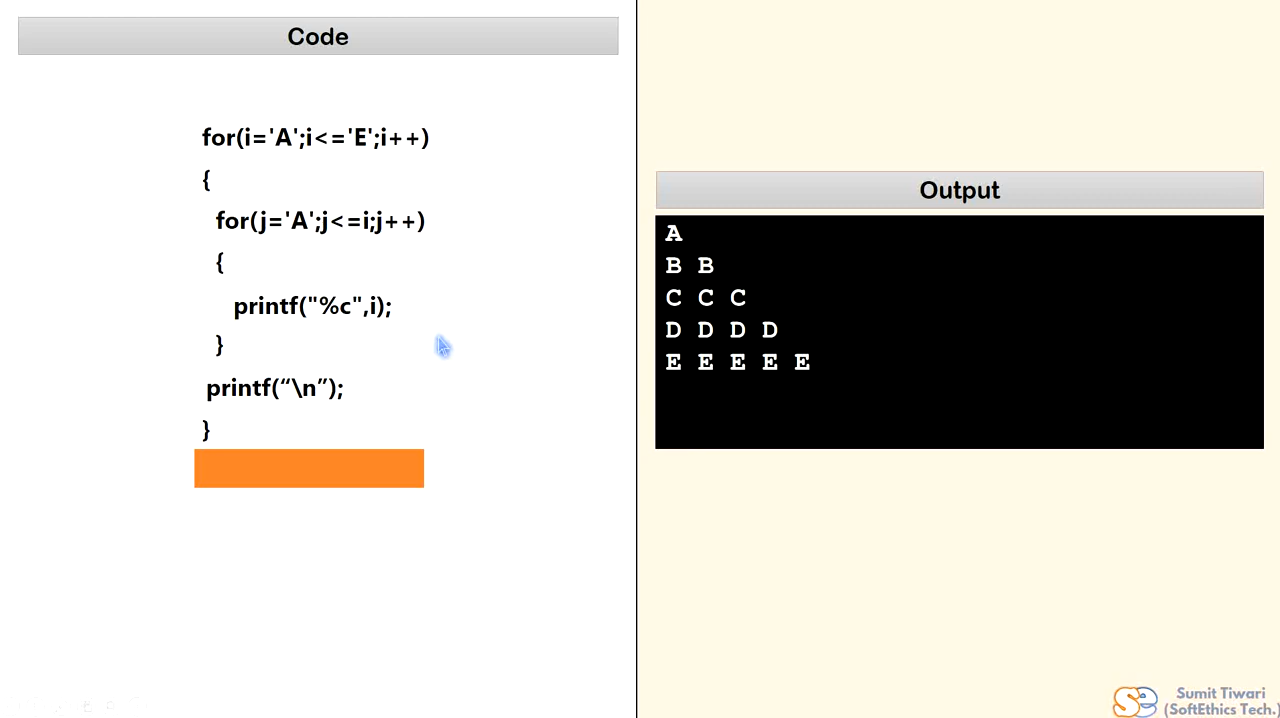 Code
for(i='A';i<='E';i++)
{
for(j='A';j<=i;j++)
{
printf("%c",i);
}
printf(“\n”);
}
Output
A
B B
C C C
D D D D
E E E E E
Sumit Tiwari
(SoftEthics Tech.)